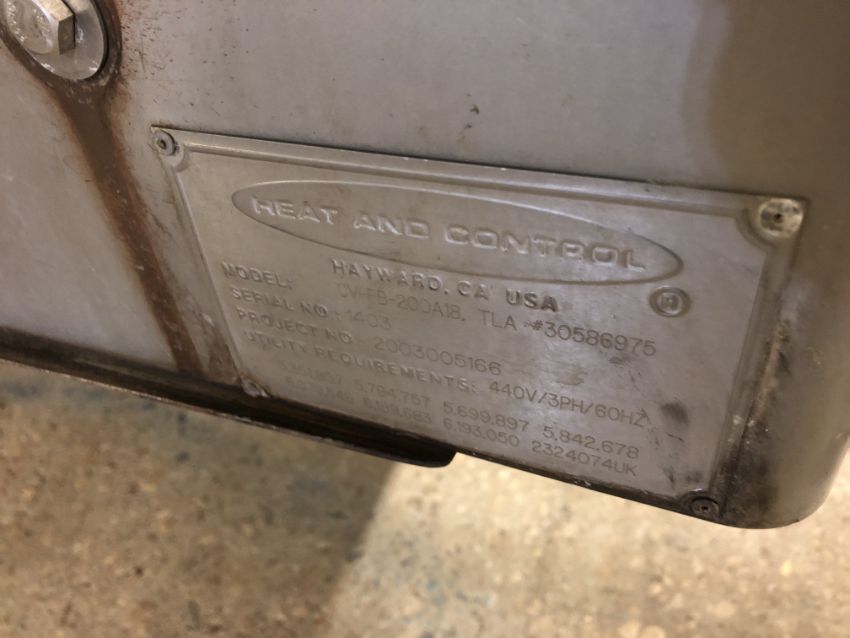 HEAT AND CONTROL
®
HAYWARD, CA USA
MODEL: CV-FB-200A18, TLA #30586975
SERIAL NO.: 1403
PROJECT NO. 2003005166
UTILITY REQUIREMENTS: 440V/3PH/60HZ
5,784,757 5,699,897 5,842,678
6,193,050 2324074UK